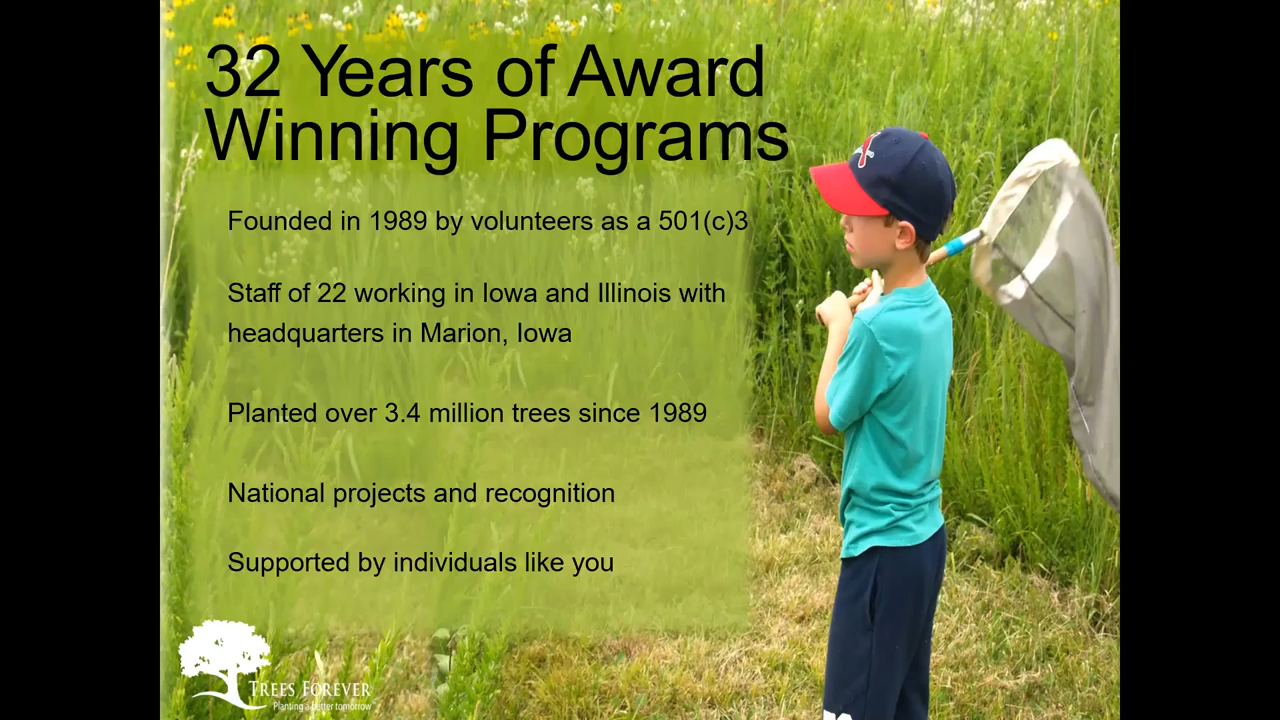 32 Years of Award
Winning Programs
Founded in 1989 by volunteers as a 501(c)3
Staff of 22 working in Iowa and Illinois with
headquarters in Marion, Iowa
Planted over 3.4 million trees since 1989
National projects and recognition
Supported by individuals like you
TREES FOREVER
Planting a better tomorrow